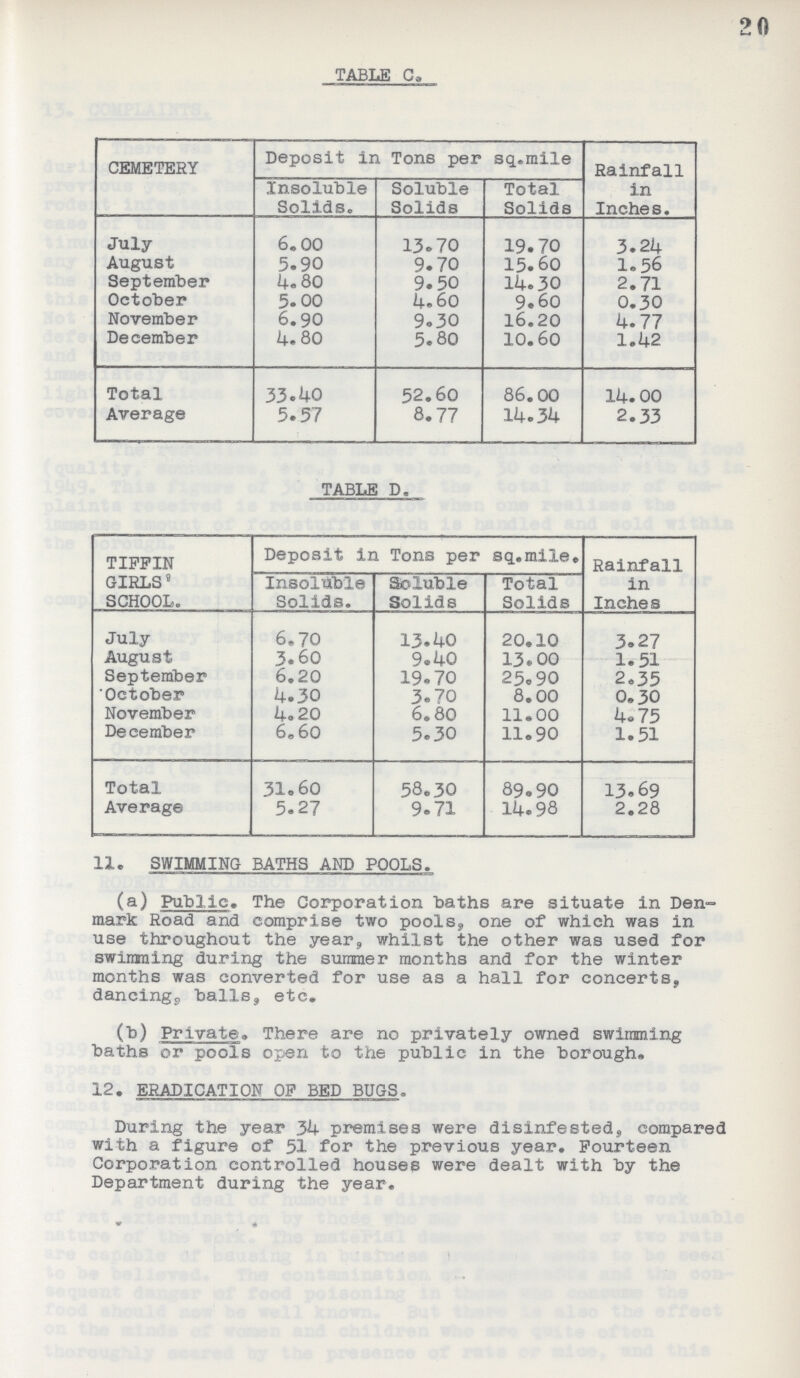 20
TABLE C.
CEMETERY Deposit in Tons per sq.mile Rainfall in Inches.
Insoluble Solids. Soluble Solids Total Solids
July 6.00 13.70 19.70 3.24
August 5.90 9.70 15.60 1.56
September 4.80 9.50 14.30 2.71
October 5.00 4.60 9.60 0.30
November 6.90 9.30 16.20 4.77
December 4.80 5.80 10.60 1.42
Total 33.40 52.60 86.00 14.00
Average 5.57 8.77 14.34 2.33
TABLE D.
TIFFIN GIRLS' SCHOOL. Deposit in Tons per sq.mile. Rainfall in Inches
Insoluble Solids. Soluble Solids Total Solids
July 6.70 13.40 20.10 3.27
August 3.60 9.40 13.00 1.51
September 6.20 19.70 25.90 2.35
October 4.30 3.70 8.00 0.30
November 4.20 6.80 11.00 4.75
December 6.60 5.30 11.90 1.51
Total 31.60 58.30 89.90 13.69
Average 5.27 9.71 14.98 2.28
11. SWIMMING BATHS AND POOLS.
(a) Public. The Corporation baths are situate in Den-
mark Road and comprise two pools, one of which was in
use throughout the year, whilst the other was used for
swimming during the summer months and for the winter
months was converted for use as a hall for concerts,
dancing, balls, etc.
(b) Private. There are no privately owned swimming
baths or pools open to the public in the borough.
12. ERADICATION OF BED BUGS.
During the year 34 premises were disinfested, compared
with a figure of 51 for the previous year. Fourteen
Corporation controlled houses were dealt with by the
Department during the year.